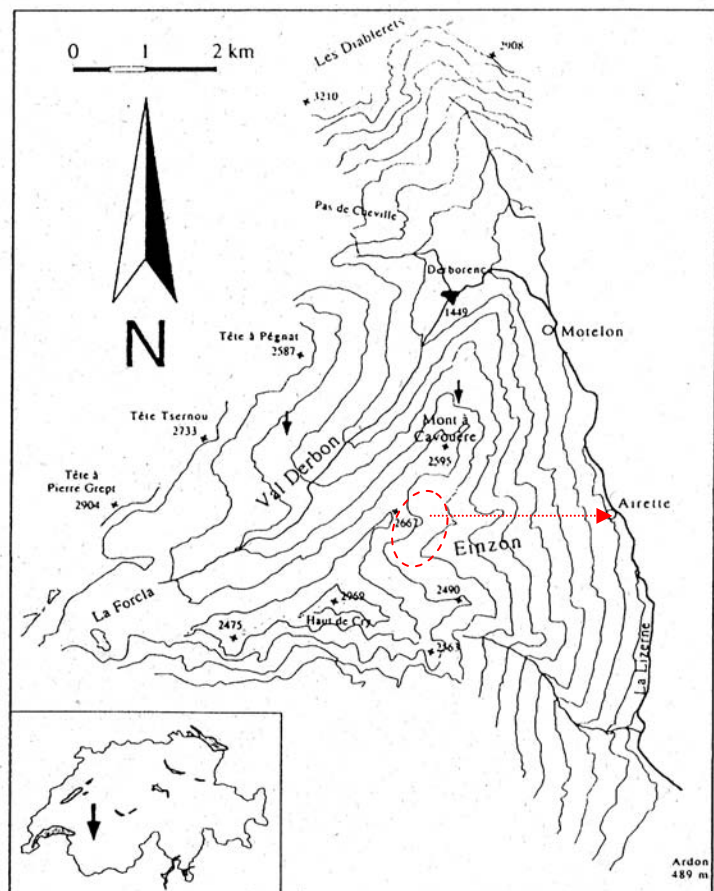 0 1 2 km
Les Diablerets
2908
3210
Pas de Cheville
Derborence
1449
Motelon
N
Tête à Pégnat
2587
Mont à
Cavouère
2595
Tête Tsernou
2733
Val Derbon
Tête à
Pierre Grept
2904
2667
Airette
Einzon
La Forcla
2969
2490
2475
Haut de Cry
La Lizerne
Ardon
489 m